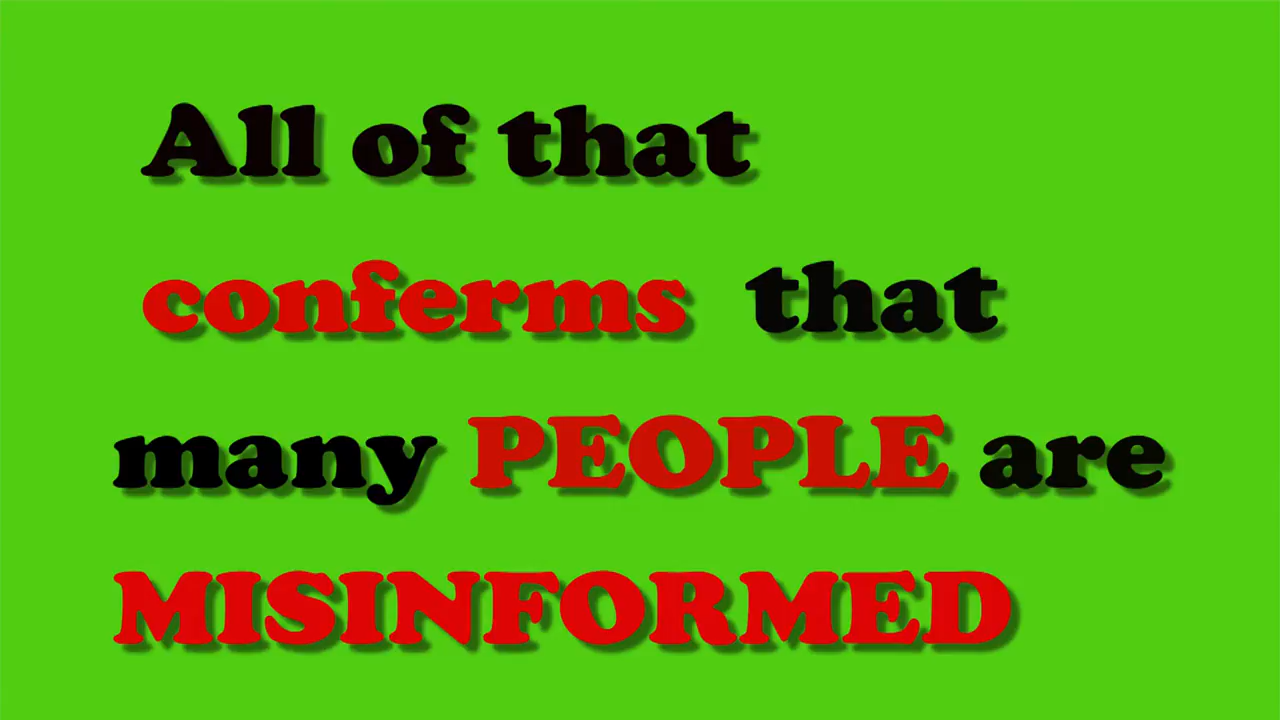 All of that
conferms that
many PEOPLE are
MISINFORMED